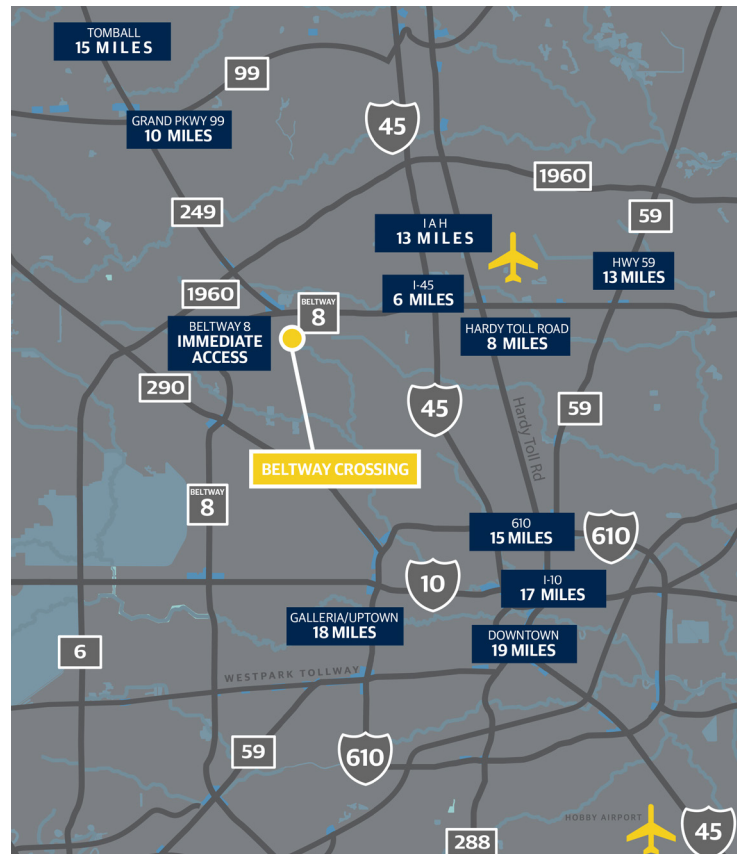 TOMBALL
15 MILES
99
GRAND PKWY 99
10 MILES
45
1960
249
59
IAH
13 MILES
HWY 59
13 MILES
I-45
6 MILES
1960
BELTWAY
8
BELTWAY 8
IMMEDIATE
ACCESS
HARDY TOLL ROAD
8 MILES
290
45
59
Hardy Toll Rd
BELTWAY CROSSING
BELTWAY
8
610
15 MILES
610
10
I-10
17 MILES
GALLERIA/UPTOWN
18 MILES
DOWNTOWN
19 MILES
6
WESTPARK TOLLWAY
59
610
HOBBY AIRPORT
45
288